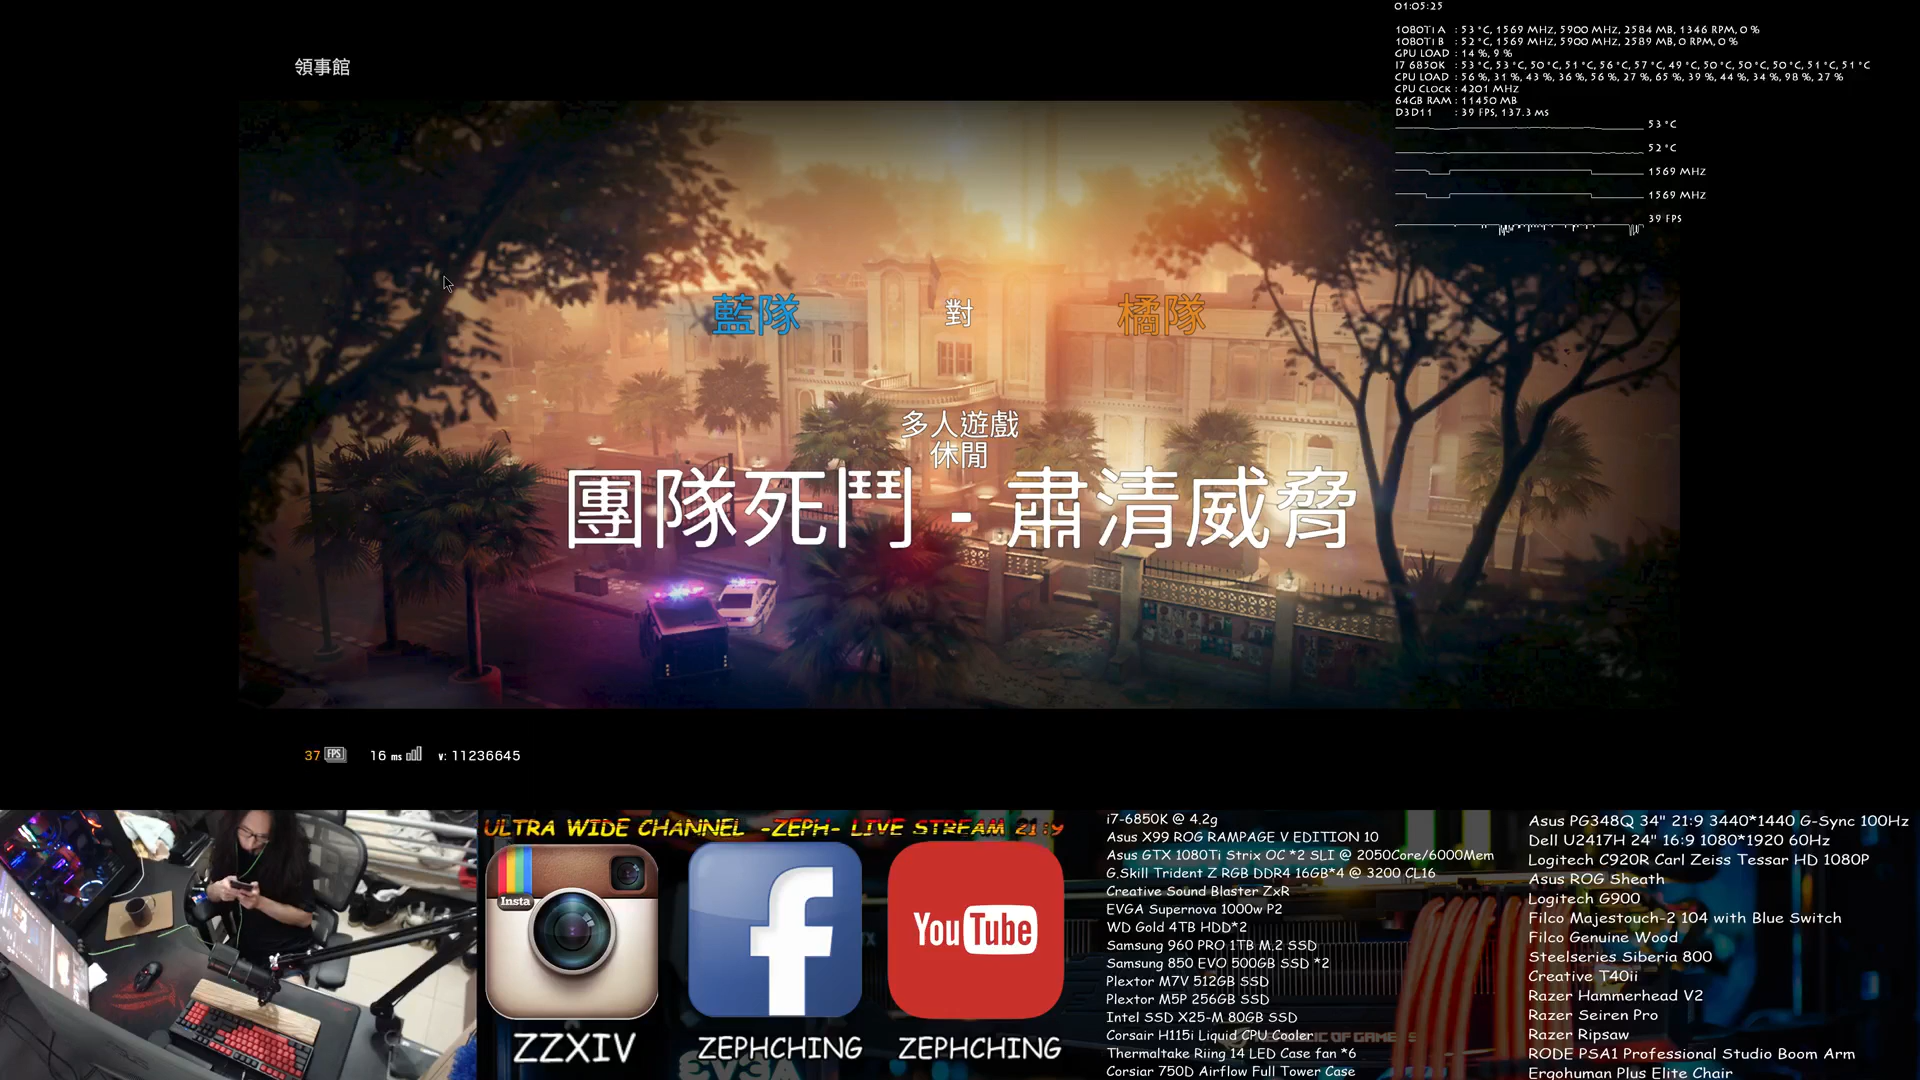 01:05:25
1080Ti A : 53 °C, 1569 MHz, 5900 MHz, 2584 MB, 1346 RPM, 0 %
1080Ti B : 52 °C, 1569 MHz, 5900 MHz, 2589 MB, 0 RPM, 0 %
GPU LOAD : 14 %, 9 %
I7 6850K : 53 °C, 53 °C, 50 °C, 51 °C, 56 °C, 57 °C, 49 °C, 50 °C, 50 °C, 50 °C, 51 °C, 51 °C
CPU LOAD : 56 %, 31 %, 43 %, 36 %, 56 %, 27 %, 65 %, 39 %, 44 %, 34 %, 98 %, 27 %
CPU Clock : 4201 MHz
64GB RAM : 11450 MB
D3D11 : 39 FPS, 137.3 ms
53 °C
52 °C
1569 MHz
1569 MHz
39 FPS
領事館
藍隊 對 橘隊
多人遊戲
休閒
團隊死鬥 - 肅清威脅
37 FPS 16 ms v: 11236645
ULTRA WIDE CHANNEL -ZEPH- LIVE STREAM 21:9
Insta
YouTube
ZZXIV
ZEPHCHING
ZEPHCHING
i7-6850K @ 4.2g
Asus X99 ROG RAMPAGE V EDITION 10
Asus GTX 1080Ti Strix OC *2 SLI @ 2050Core/6000Mem
G.Skill Trident Z RGB DDR4 16GB*4 @ 3200 CL16
Creative Sound Blaster ZxR
EVGA Supernova 1000w P2
WD Gold 4TB HDD*2
Samsung 960 PRO 1TB M.2 SSD
Samsung 850 EVO 500GB SSD *2
Plextor M7V 512GB SSD
Plextor M5P 256GB SSD
Intel SSD X25-M 80GB SSD
Corsair H115i Liquid CPU Cooler
Thermaltake Riing 14 LED Case fan *6
Corsiar 750D Airflow Full Tower Case
Asus PG348Q 34" 21:9 3440*1440 G-Sync 100Hz
Dell U2417H 24" 16:9 1080*1920 60Hz
Logitech C920R Carl Zeiss Tessar HD 1080P
Asus ROG Sheath
Logitech G900
Filco Majestouch-2 104 with Blue Switch
Filco Genuine Wood
Steelseries Siberia 800
Creative T40ii
Razer Hammerhead V2
Razer Seiren Pro
Razer Ripsaw
RODE PSA1 Professional Studio Boom Arm
Ergohuman Plus Elite Chair